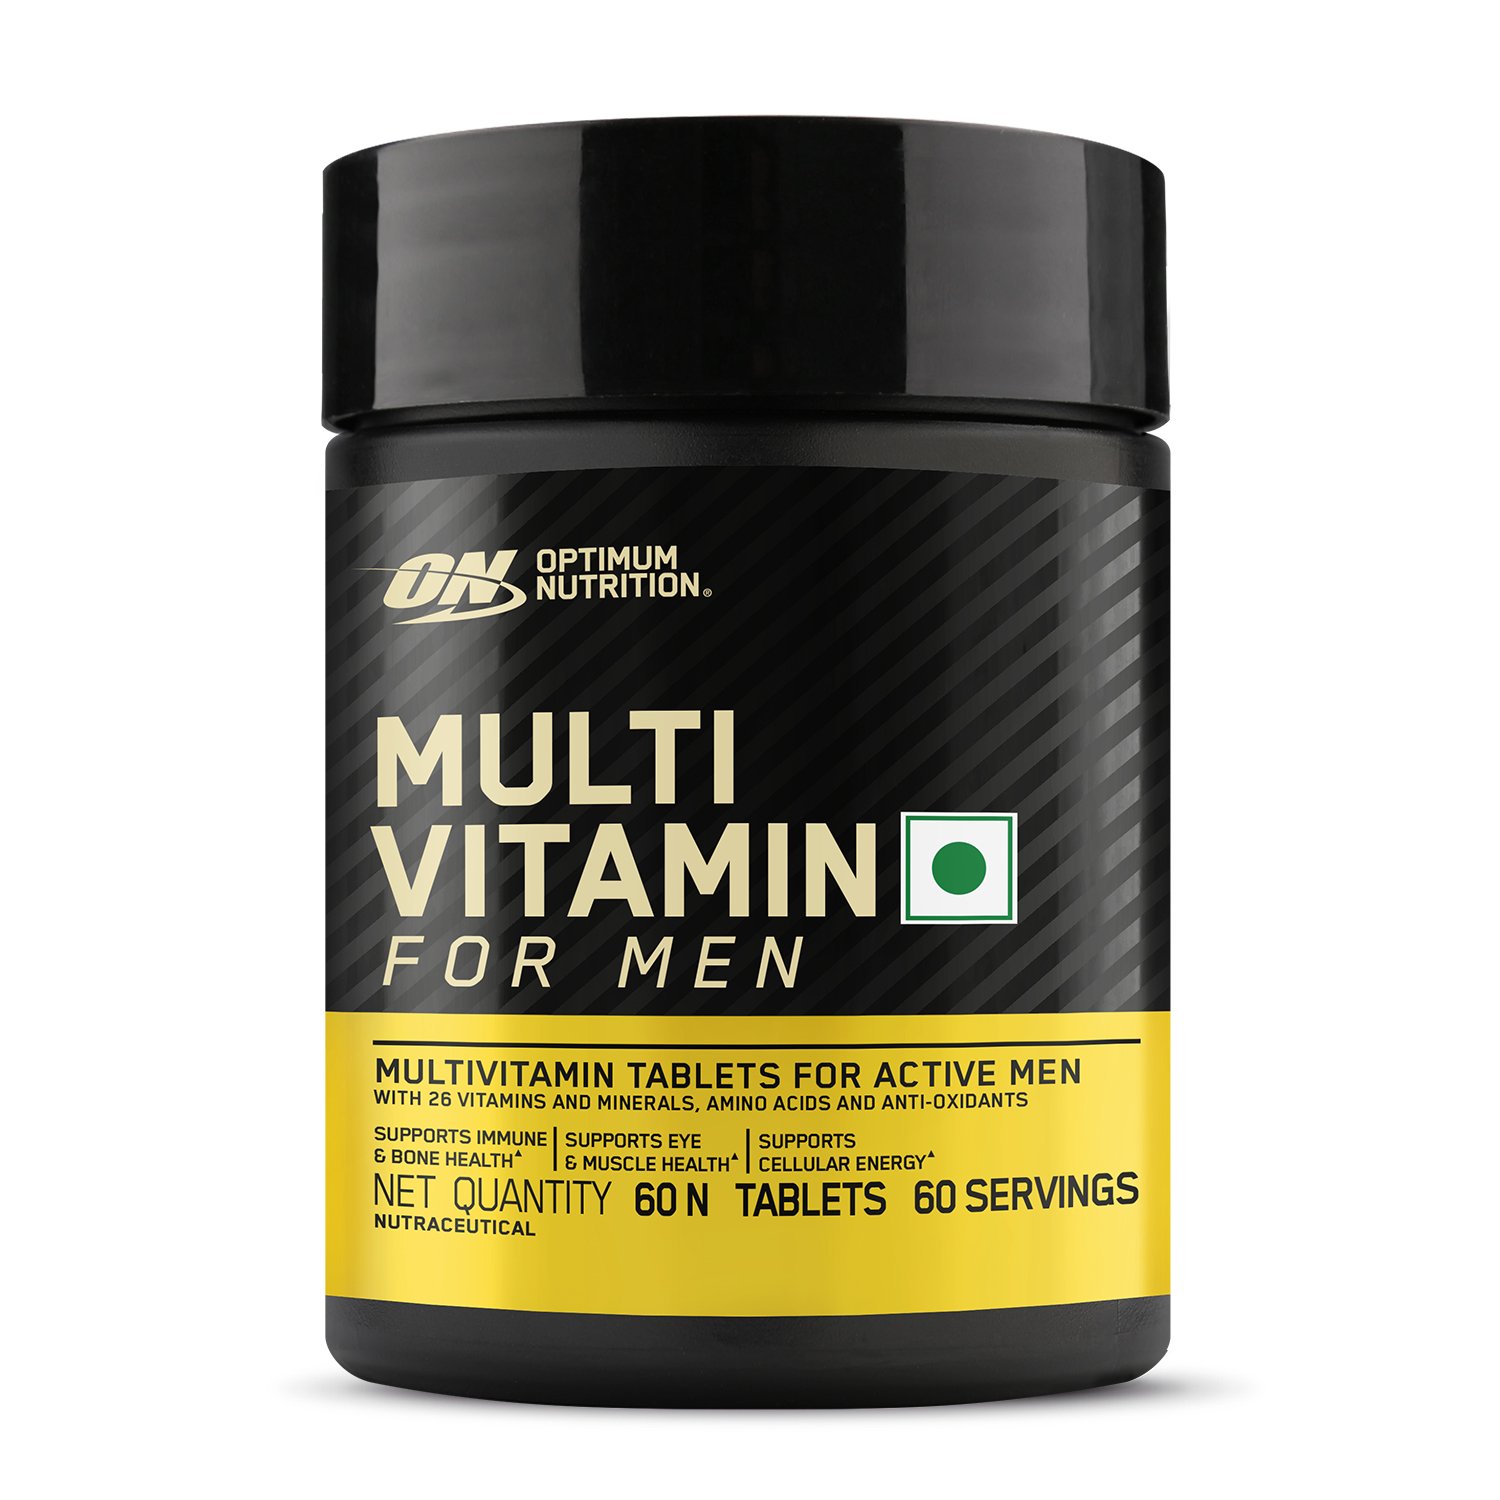 ON OPTIMUM
NUTRITION®
MULTI
VITAMIN
FOR MEN
MULTIVITAMIN TABLETS FOR ACTIVE MEN
WITH 26 VITAMINS AND MINERALS, AMINO ACIDS AND ANTI-OXIDANTS
SUPPORTS IMMUNE
& BONE HEALTH▲
SUPPORTS EYE
& MUSCLE HEALTH▲
SUPPORTS
CELLULAR ENERGY▲
NET QUANTITY 60 N TABLETS 60 SERVINGS
NUTRACEUTICAL